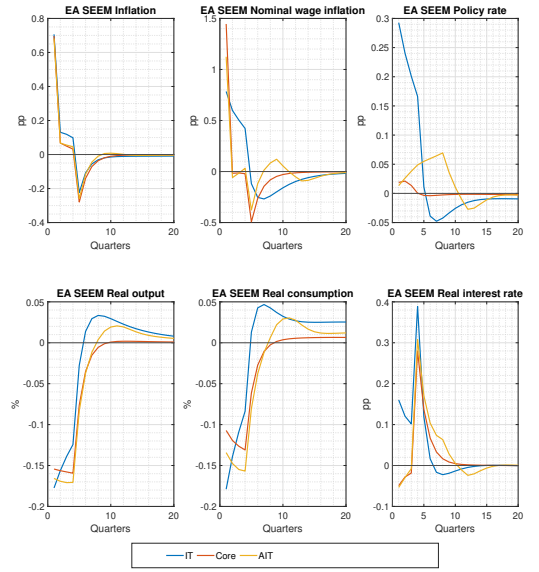 EA SEEM Inflation
0.8
0.6
0.4
0.2
0
-0.2
-0.4
pp
0 5 10 15 20
Quarters
EA SEEM Nominal wage inflation
1.5
1
0.5
0
-0.5
pp
0 5 10 15 20
Quarters
EA SEEM Policy rate
0.3
0.25
0.2
0.15
0.1
0.05
0
-0.05
pp
0 5 10 15 20
Quarters
EA SEEM Real output
0.05
0
-0.05
-0.1
-0.15
-0.2
%
0 5 10 15 20
Quarters
EA SEEM Real consumption
0.05
0
-0.05
-0.1
-0.15
-0.2
%
0 5 10 15 20
Quarters
EA SEEM Real interest rate
0.4
0.3
0.2
0.1
0
-0.1
pp
0 5 10 15 20
Quarters
IT Core AIT